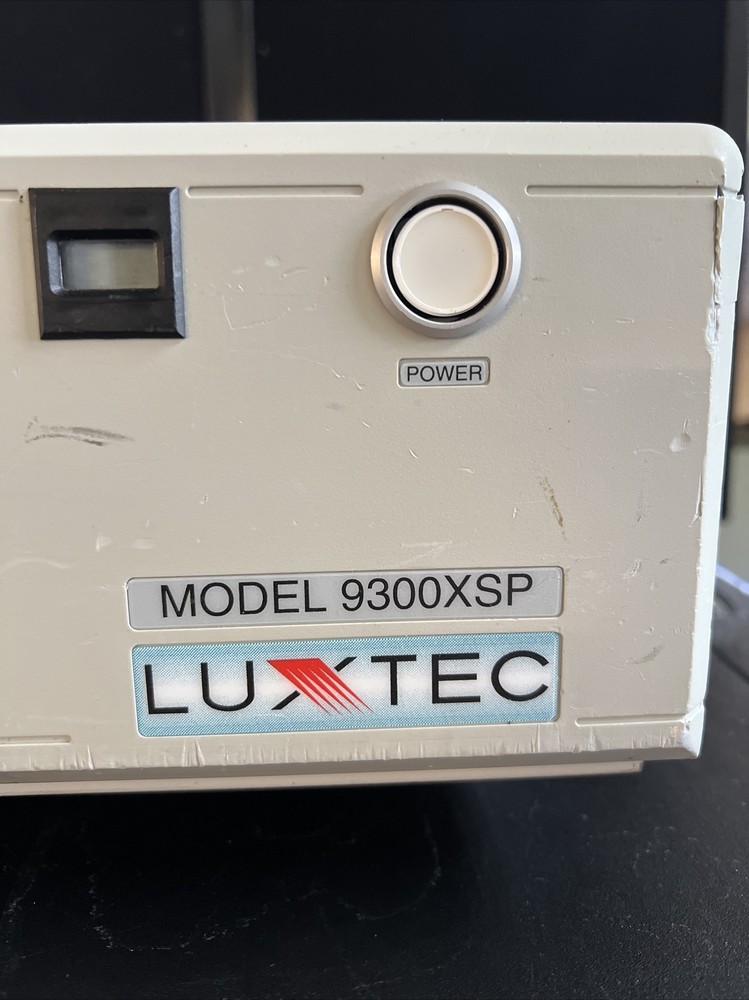 POWER
MODEL 9300XSP
LUXTEC